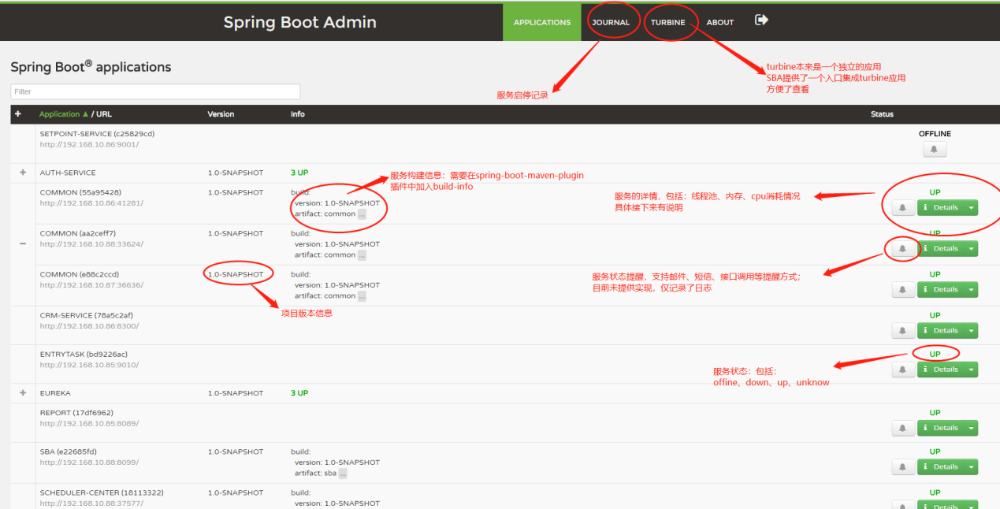 Spring Boot Admin
APPLICATIONS
JOURNAL
TURBINE
ABOUT
Spring Boot® applications
turbine本来是一个独立的应用
SBA提供了一个入口集成turbine应用
方便了查看
Filter
服务启停记录
Application ▲ / URL Version Info Status
SETPOINT-SERVICE (c25829cd) OFFLINE
http://192.168.10.86:9001/
AUTH-SERVICE 1.0-SNAPSHOT 3 UP
服务构建信息：需要在spring-boot-maven-plugin
插件中加入build-info
COMMON (55a95428) 1.0-SNAPSHOT build: UP
http://192.168.10.86:41281/ version: 1.0-SNAPSHOT
artifact: common ... Details
服务的详情，包括：线程池、内存、cpu消耗情况
具体接下来有说明
COMMON (aa2ceff7) 1.0-SNAPSHOT build: UP
http://192.168.10.88:33624/ version: 1.0-SNAPSHOT
artifact: common ... Details
COMMON (e88c2ccd) 1.0-SNAPSHOT build: UP
http://192.168.10.87:36636/ version: 1.0-SNAPSHOT
artifact: common ... Details
服务状态提醒，支持邮件、短信、接口调用等提醒方式；
目前未提供实现，仅记录了日志
项目版本信息
CRM-SERVICE (78a5c2af) UP
http://192.168.10.86:8300/ Details
ENTRYTASK (bd9226ac) UP
http://192.168.10.85:9010/ Details
服务状态：包括：
offine、down、up、unknow
EUREKA 1.0-SNAPSHOT 3 UP
REPORT (17df6962) UP
http://192.168.10.85:8089/ Details
SBA (e22685fd) 1.0-SNAPSHOT build: UP
http://192.168.10.88:8099/ version: 1.0-SNAPSHOT
artifact: sba ... Details
SCHEDULER-CENTER (18113322) 1.0-SNAPSHOT build: UP
http://192.168.10.88:37577/ version: 1.0-SNAPSHOT Details